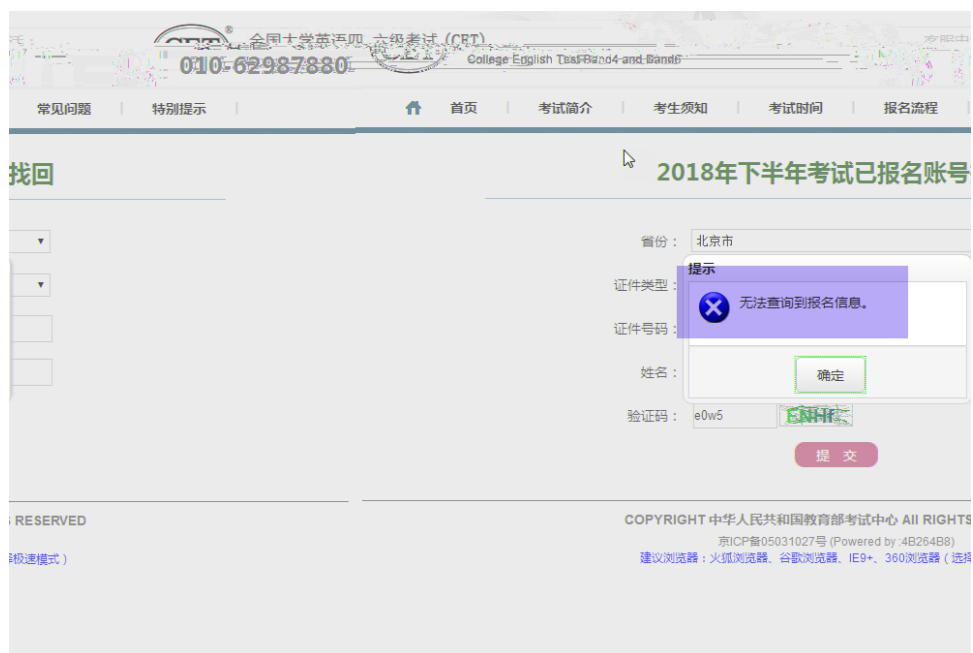 全国大学英语四、六级考试 (CET)
CET
®
010-62987880
College English Test Band4 and Band6
常见问题
特别提示
首页
考试简介
考生须知
考试时间
报名流程
找回
2018年下半年考试已报名账号
省份：
北京市
证件类型：
提示
无法查询到报名信息。
证件号码：
姓名：
确定
验证码：
e0w5
ENHf
提 交
RESERVED
COPYRIGHT 中华人民共和国教育部考试中心 All RIGHTS
京ICP备05031027号 (Powered by :4B264B8)
极速模式 )
建议浏览器：火狐浏览器、谷歌浏览器、IE9+、360浏览器 ( 选择